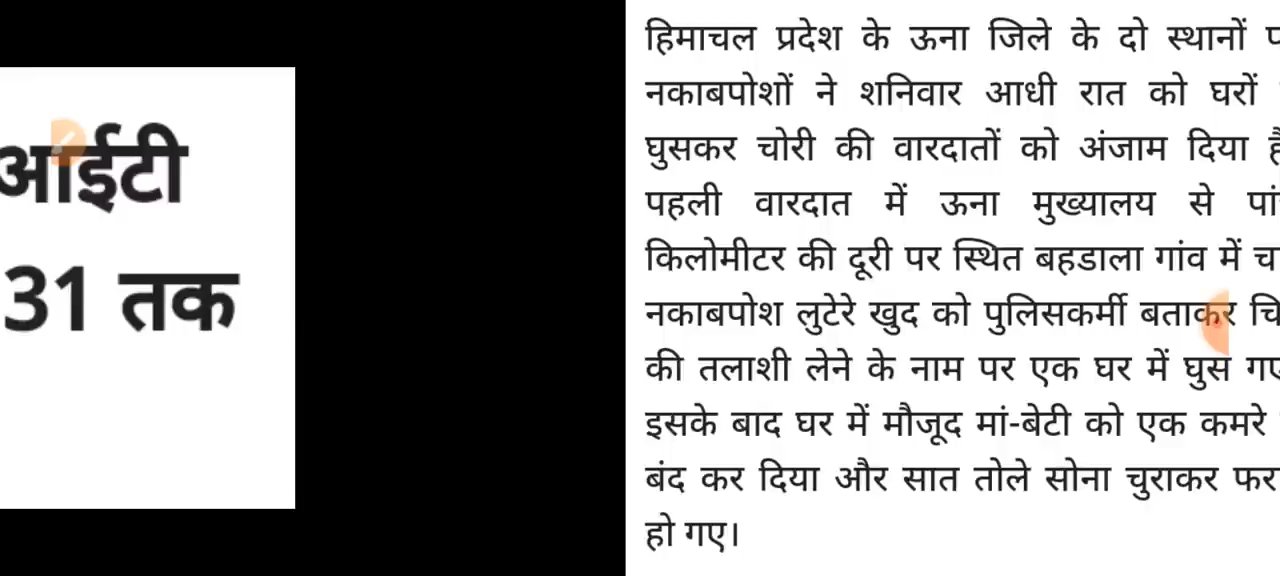 आईटी
31 तक
हिमाचल प्रदेश के ऊना जिले के दो स्थानों
नकाबपोशों ने शनिवार आधी रात को घरों
घुसकर चोरी की वारदातों को अंजाम दिया
पहली वारदात में ऊना मुख्यालय से
किलोमीटर की दूरी पर स्थित बहडाला गांव में
नकाबपोश लुटेरे खुद को पुलिसकर्मी बताकर
की तलाशी लेने के नाम पर एक घर में घुस
इसके बाद घर में मौजूद मां-बेटी को एक कमरे
बंद कर दिया और सात तोले सोना चुराकर
हो गए।